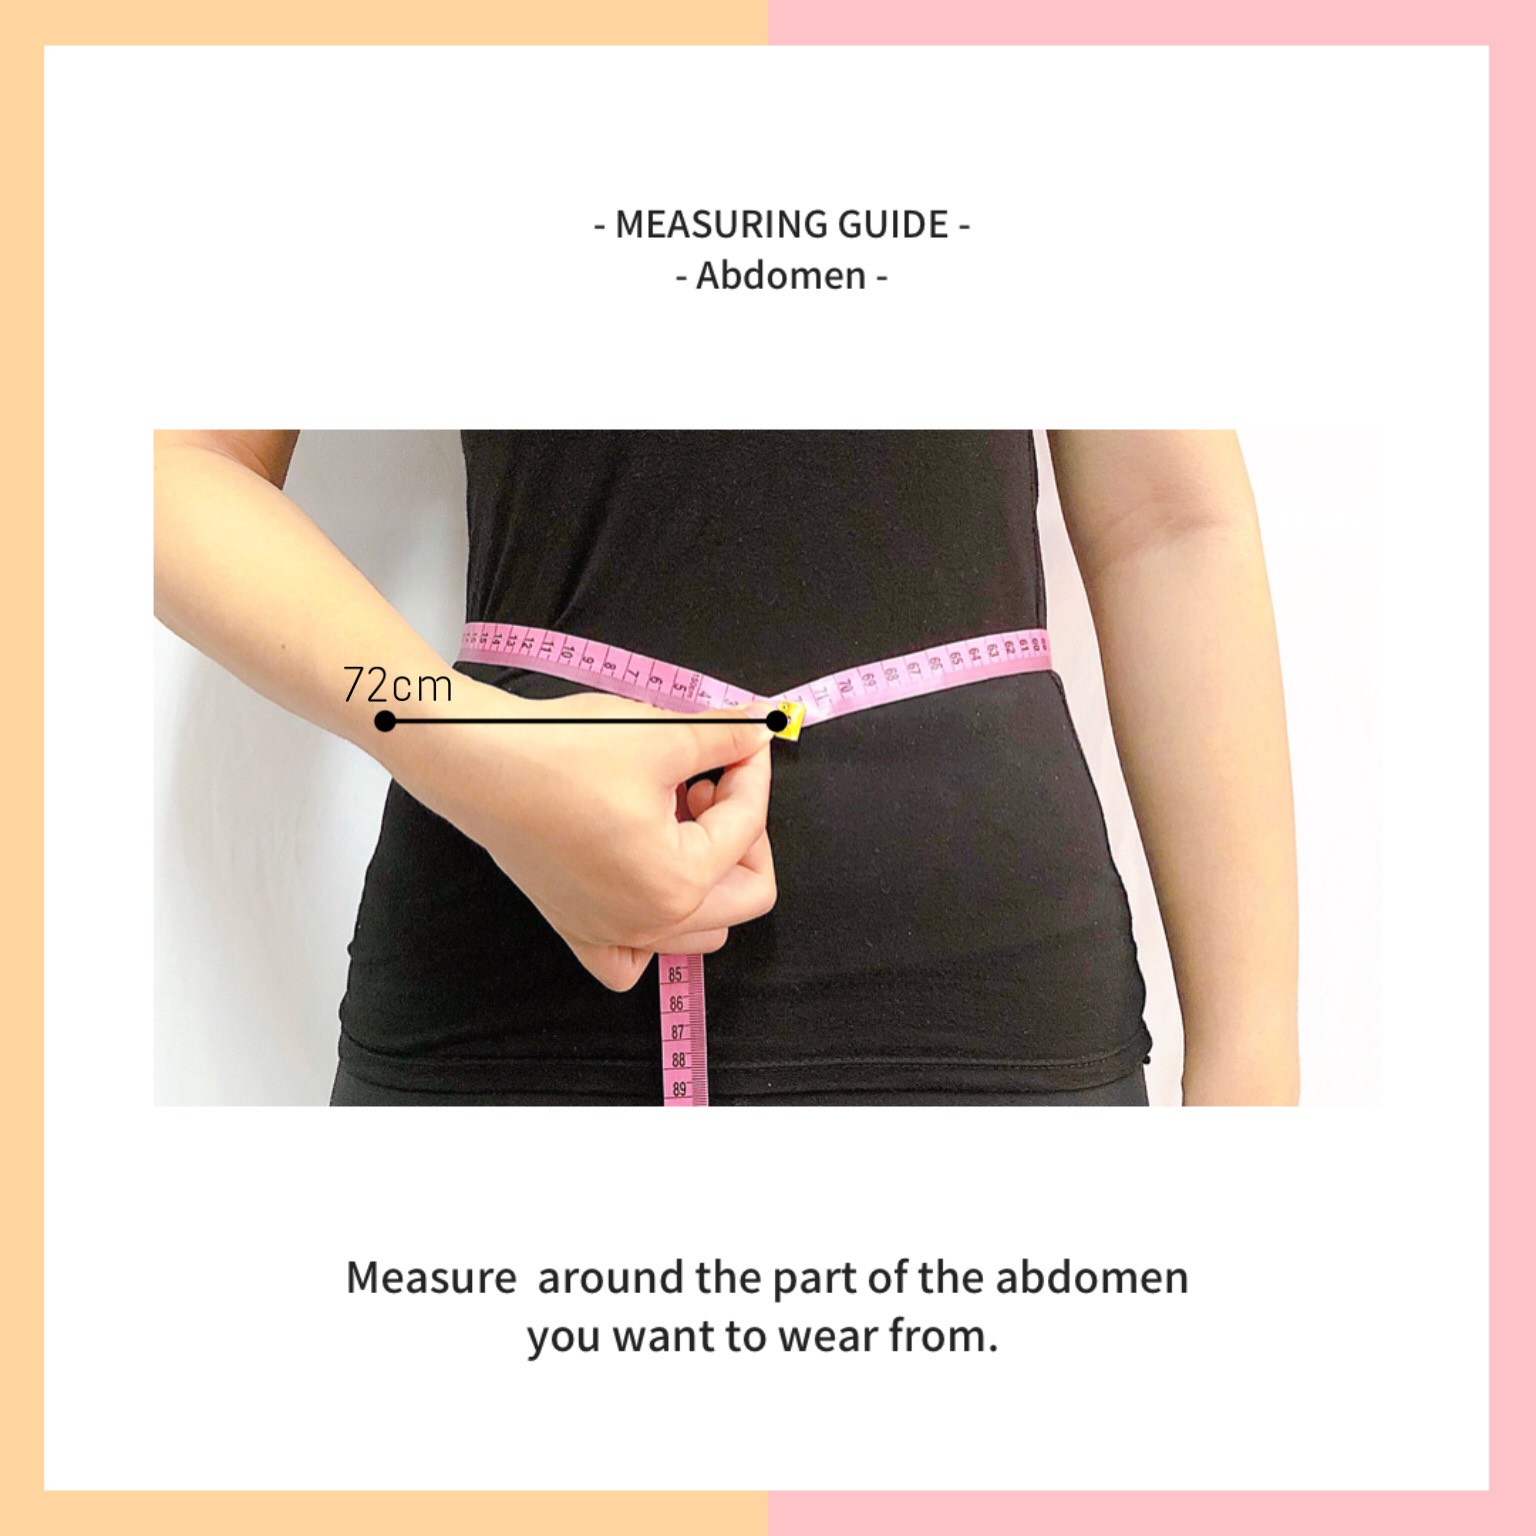 - MEASURING GUIDE -
- Abdomen -
15 14 13 12 11 10 9 8 7 6 5 4 3
71 70 69 68 67 66 65 64 63 62 61 60
72cm
85
86
87
88
89
Measure around the part of the abdomen
you want to wear from.